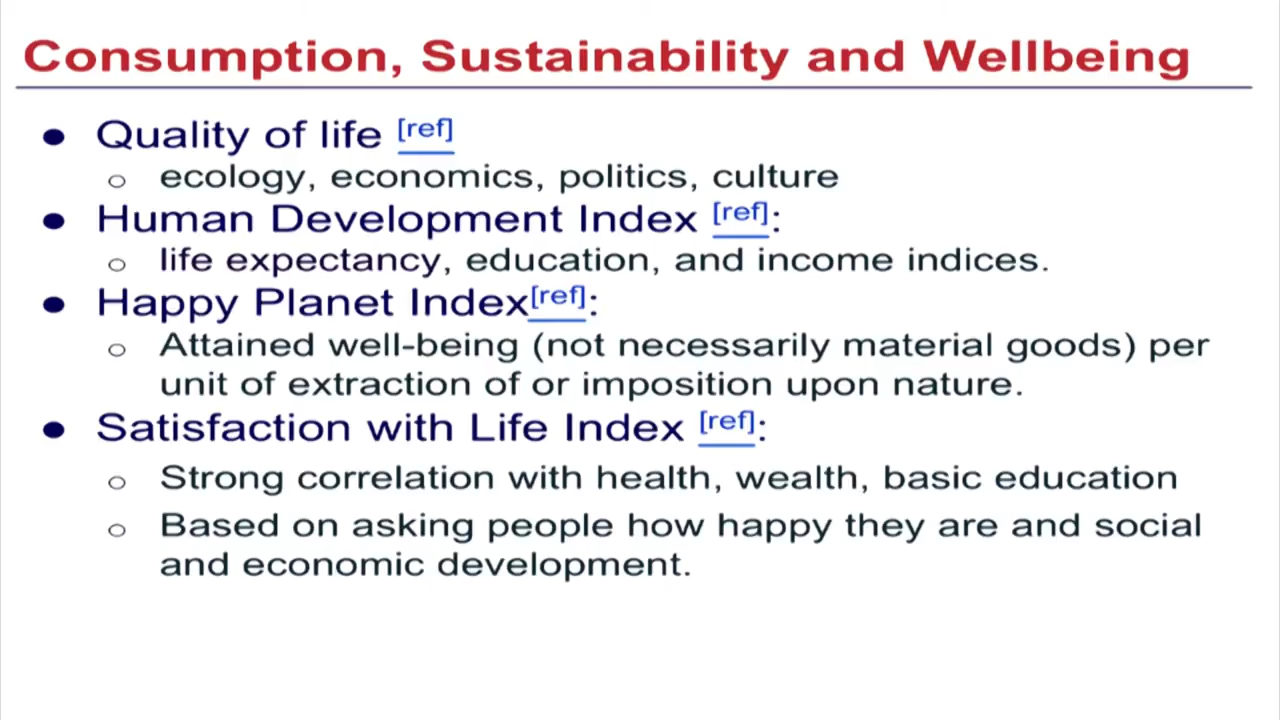 Consumption, Sustainability and Wellbeing
● Quality of life [ref]
○ ecology, economics, politics, culture
● Human Development Index [ref]:
○ life expectancy, education, and income indices.
● Happy Planet Index[ref]:
○ Attained well-being (not necessarily material goods) per
unit of extraction of or imposition upon nature.
● Satisfaction with Life Index [ref]:
○ Strong correlation with health, wealth, basic education
○ Based on asking people how happy they are and social
and economic development.